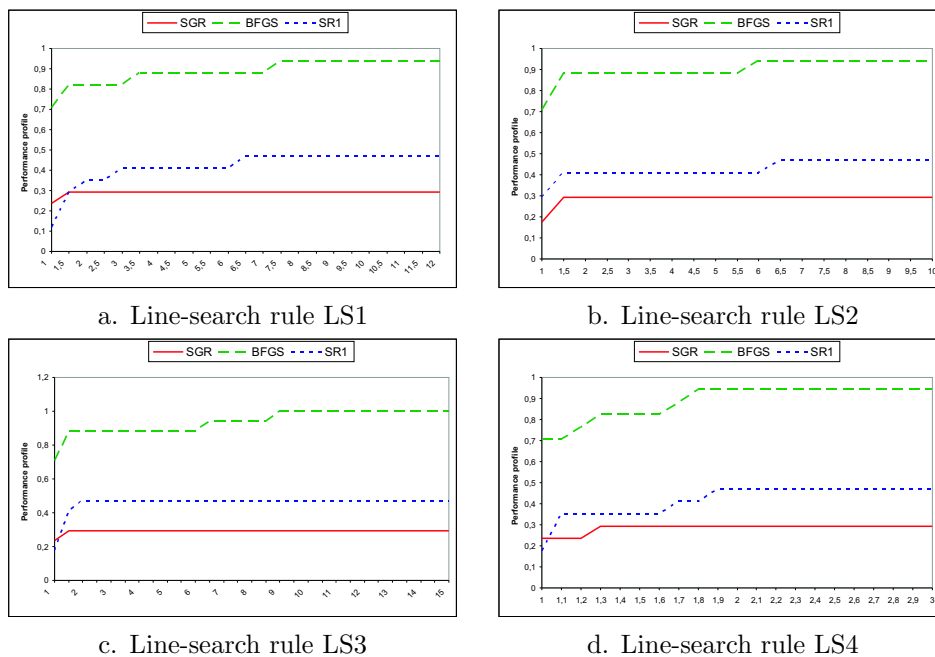 SGR BFGS SR1
Performance profile
1
0,9
0,8
0,7
0,6
0,5
0,4
0,3
0,2
0,1
0
1 1,5 2 2,5 3 3,5 4 4,5 5 5,5 6 6,5 7 7,5 8 8,5 9 9,5 10 10,5 11 11,5 12
a. Line-search rule LS1
SGR BFGS SR1
Performance profile
1
0,9
0,8
0,7
0,6
0,5
0,4
0,3
0,2
0,1
0
1 1,5 2 2,5 3 3,5 4 4,5 5 5,5 6 6,5 7 7,5 8 8,5 9 9,5 10
b. Line-search rule LS2
SGR BFGS SR1
Performance profile
1,2
1
0,8
0,6
0,4
0,2
0
1 2 3 4 5 6 7 8 9 10 11 12 13 14 15
c. Line-search rule LS3
SGR BFGS SR1
Performance profile
1
0,9
0,8
0,7
0,6
0,5
0,4
0,3
0,2
0,1
0
1 1,1 1,2 1,3 1,4 1,5 1,6 1,7 1,8 1,9 2 2,1 2,2 2,3 2,4 2,5 2,6 2,7 2,8 2,9 3
d. Line-search rule LS4